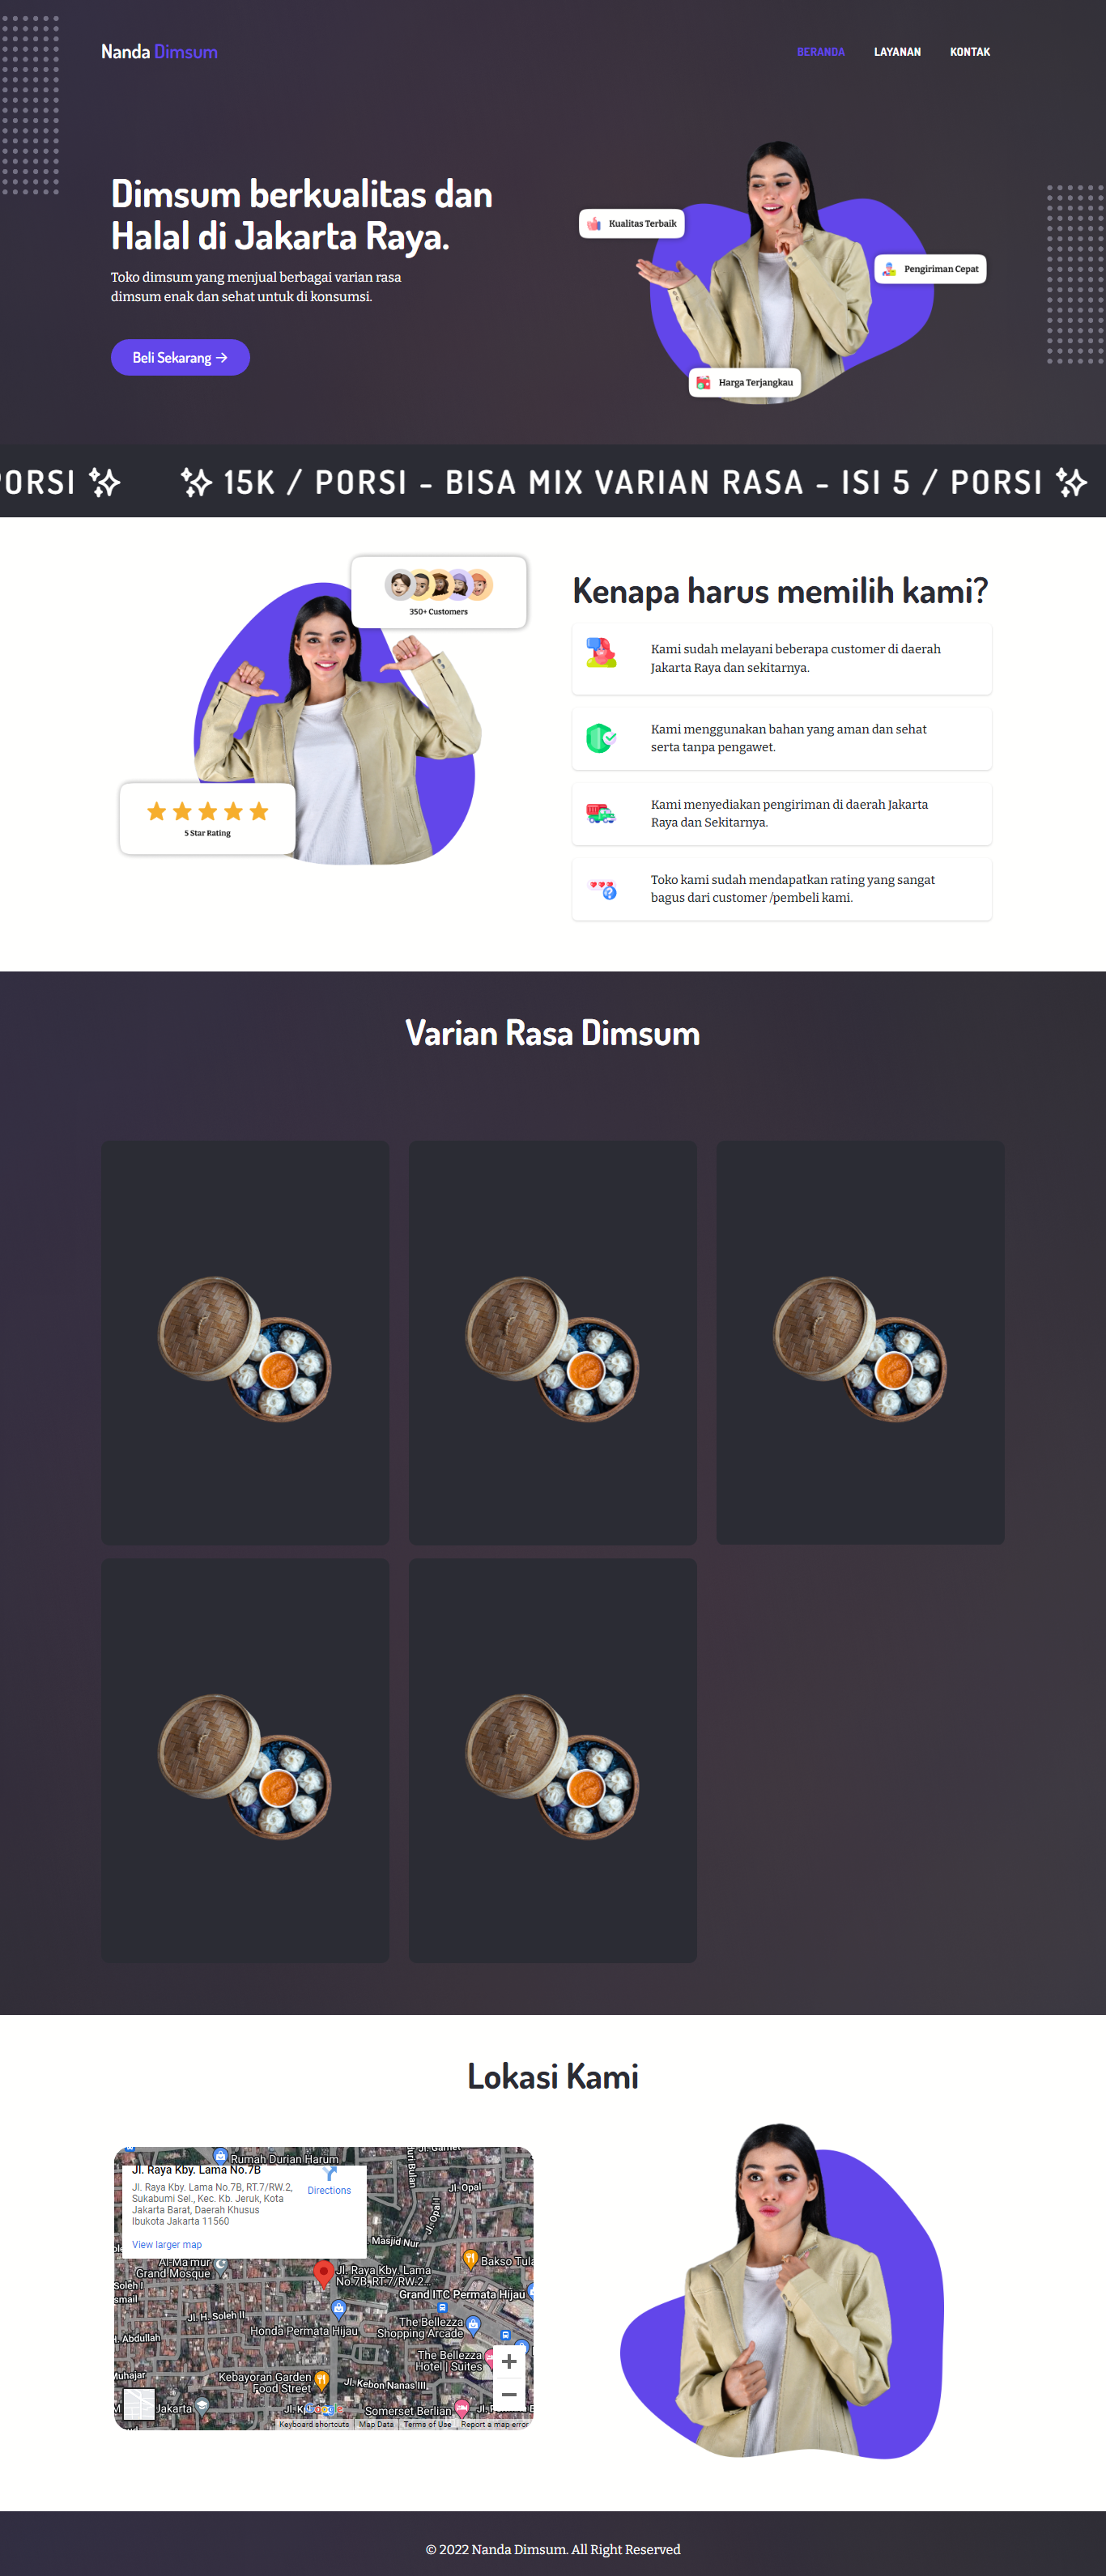 Nanda Dimsum
BERANDA LAYANAN KONTAK
Dimsum berkualitas dan
Halal di Jakarta Raya.
Toko dimsum yang menjual berbagai varian rasa
dimsum enak dan sehat untuk di konsumsi.
Beli Sekarang →
Kualitas Terbaik
Pengiriman Cepat
Harga Terjangkau
PORSI ✨ ✨ 15K / PORSI - BISA MIX VARIAN RASA - ISI 5 / PORSI ✨
350+ Customers
5 Star Rating
Kenapa harus memilih kami?
Kami sudah melayani beberapa customer di daerah
Jakarta Raya dan sekitarnya.
Kami menggunakan bahan yang aman dan sehat
serta tanpa pengawet.
Kami menyediakan pengiriman di daerah Jakarta
Raya dan Sekitarnya.
Toko kami sudah mendapatkan rating yang sangat
bagus dari customer /pembeli kami.
Varian Rasa Dimsum
Lokasi Kami
Rumah Durian Harum
Jl. Raya Kby. Lama No.7B
Jl. Raya Kby. Lama No.7B, RT.7/RW.2,
Sukabumi Sel., Kec. Kb. Jeruk, Kota
Jakarta Barat, Daerah Khusus
Ibukota Jakarta 11560
Directions
View larger map
Jl. Garnet
uri Bulan
Jl. Opal
Jl. Opal I
Masjid Nur
Bakso Tula
Al-Ma'mur
Grand Mosque
Jl. Raya Kby. Lama
No.7B, RT.7/RW.2...
Soleh I
smail
Grand ITC Permata Hijau
Jl. H. Soleh II
Honda Permata Hijau
The Bellezza
Shopping Arcade
H. Abdullah
The Bellezza
Hotel | Suites
Muhajar
Kebayoran Garden
Food Street
Jl. Kebon Nanas III
Jakarta
Google
Somerset Berlian
Keyboard shortcuts
Map Data
Terms of Use
Report a map error
© 2022 Nanda Dimsum. All Right Reserved